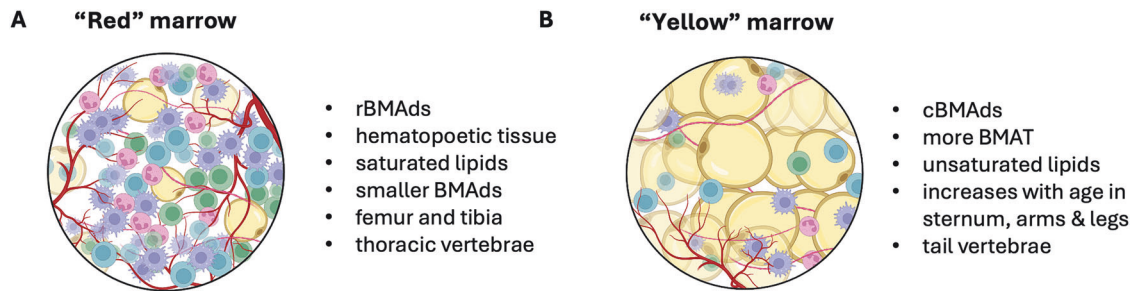 A “Red” marrow
• rBMAds
• hematopoetic tissue
• saturated lipids
• smaller BMAds
• femur and tibia
• thoracic vertebrae
B “Yellow” marrow
• cBMAds
• more BMAT
• unsaturated lipids
• increases with age in
sternum, arms & legs
• tail vertebrae